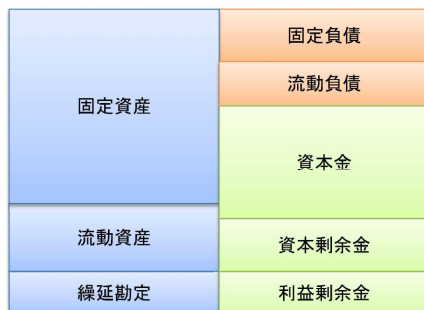 固定資産
流動資産
繰延勘定
固定負債
流動負債
資本金
資本剰余金
利益剰余金